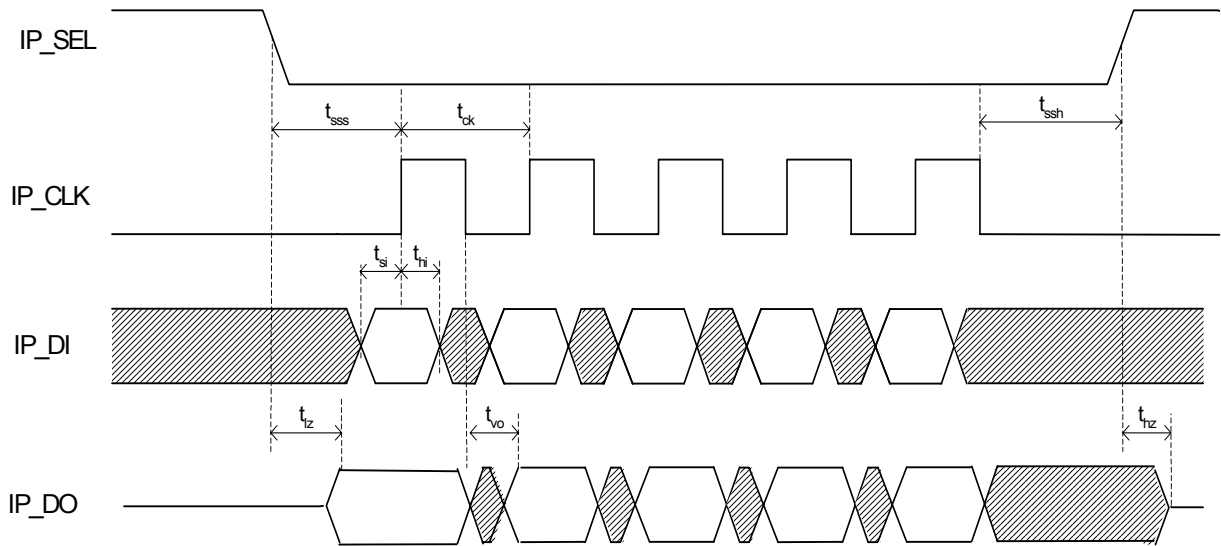 IP_SEL
t_sss
t_ck
t_ssh
IP_CLK
t_si
t_hi
IP_DI
t_lz
t_vo
t_hz
IP_DO